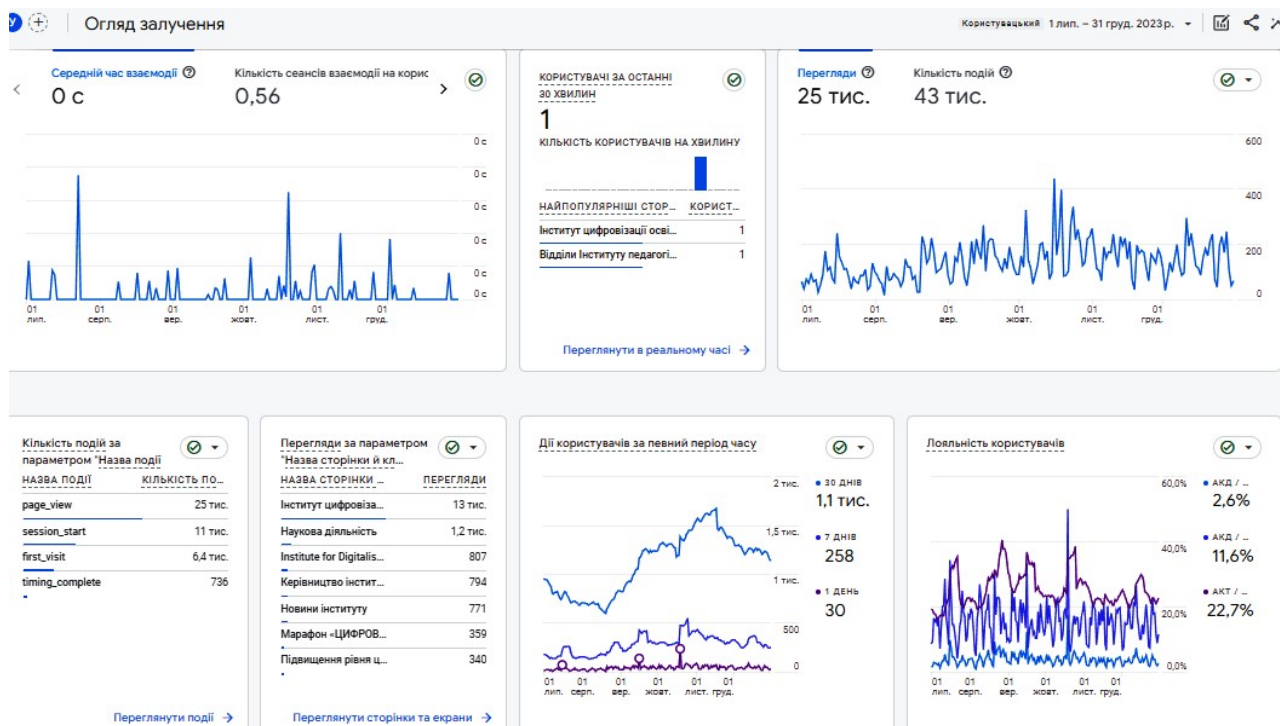 Огляд залучення
Користувацький 1 лип. – 31 груд. 2023 р.
Середній час взаємодії
0 с
Кількість сеансів взаємодії на корис
0,56
0 с
0 с
0 с
0 с
0 с
0 с
01 лип.
01 серп.
01 вер.
01 жовт.
01 лист.
01 груд.
КОРИСТУВАЧІ ЗА ОСТАННІ
30 ХВИЛИН
1
КІЛЬКІСТЬ КОРИСТУВАЧІВ НА ХВИЛИНУ
НАЙПОПУЛЯРНІШІ СТОР... КОРИСТ...
Інститут цифровізації осві... 1
Відділи Інституту педагогі... 1
Переглянути в реальному часі
Перегляди
25 тис.
Кількість подій
43 тис.
600
400
200
0
01 лип.
01 серп.
01 вер.
01 жовт.
01 лист.
01 груд.
Кількість подій за
параметром "Назва події
НАЗВА ПОДІЇ КІЛЬКІСТЬ ПО...
page_view 25 тис.
session_start 11 тис.
first_visit 6,4 тис.
timing_complete 736
Переглянути події
Перегляди за параметром
"Назва сторінки й кл...
НАЗВА СТОРІНКИ ... ПЕРЕГЛЯДИ
Інститут цифровіза... 13 тис.
Наукова діяльність 1,2 тис.
Institute for Digitalis... 807
Керівництво інстит... 794
Новини інституту 771
Марафон «ЦИФРОВ... 359
Підвищення рівня ц... 340
Переглянути сторінки та екрани
Дії користувачів за певний період часу
2 тис.
1,5 тис.
1 тис.
500
0
01 лип.
01 серп.
01 вер.
01 жовт.
01 лист.
01 груд.
30 ДНІВ
1,1 тис.
7 ДНІВ
258
1 ДЕНЬ
30
Лояльність користувачів
60,0%
40,0%
20,0%
0,0%
01 лип.
01 серп.
01 вер.
01 жовт.
01 лист.
01 груд.
АКД / ...
2,6%
АКД / ...
11,6%
АКТ / ...
22,7%